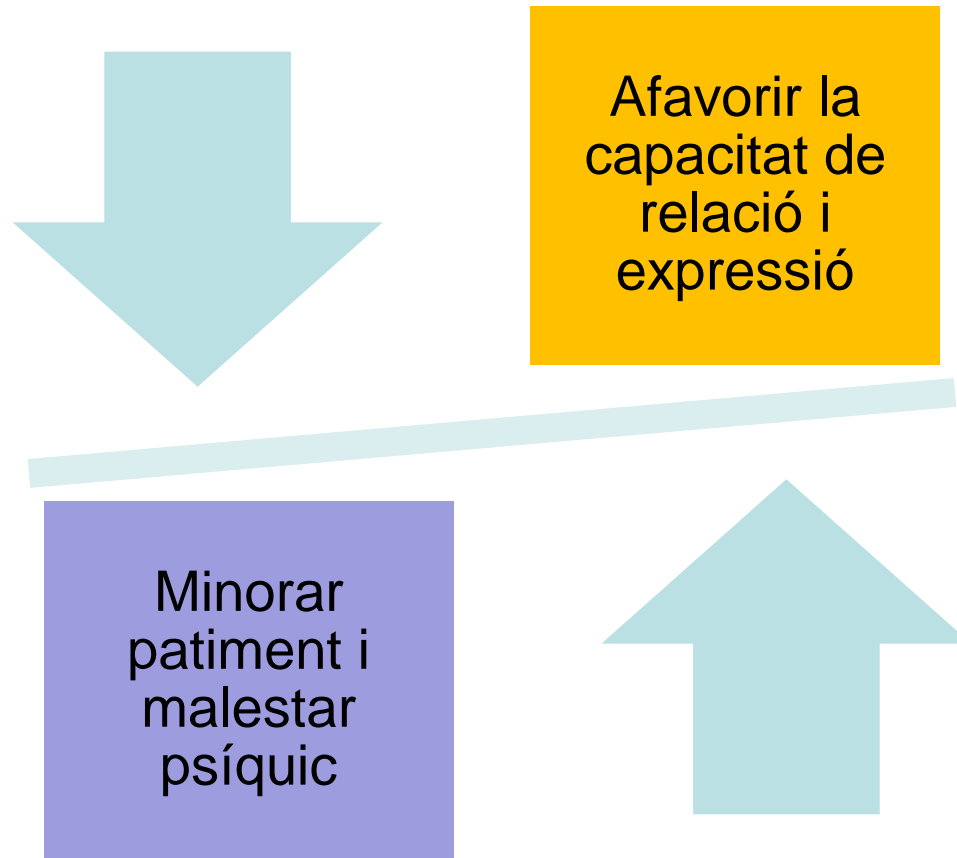 Afavorir la
capacitat de
relació i
expressió
Minorar
patiment i
malestar
psíquic